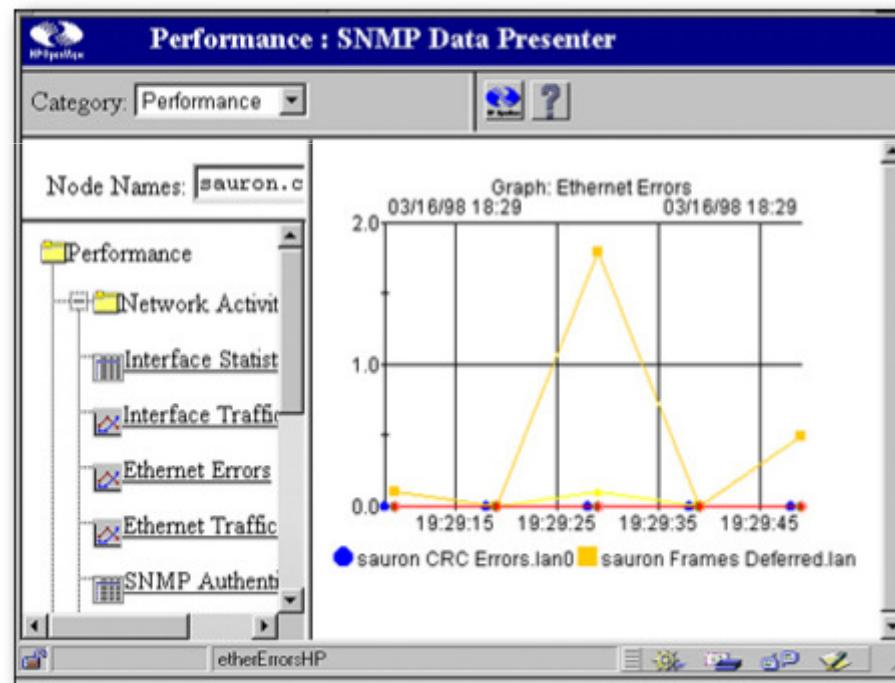 Performance : SNMP Data Presenter
HP OpenView
Category: Performance
Node Names: sauron.c
Performance
Network Activit
Interface Statist
Interface Traffic
Ethernet Errors
Ethernet Traffic
SNMP Authenti
Graph: Ethernet Errors
03/16/98 18:29 03/16/98 18:29
2.0
1.0
0.0
19:29:15 19:29:25 19:29:35 19:29:45
sauron CRC Errors.lan0 sauron Frames Deferred.lan
etherErrorsHP